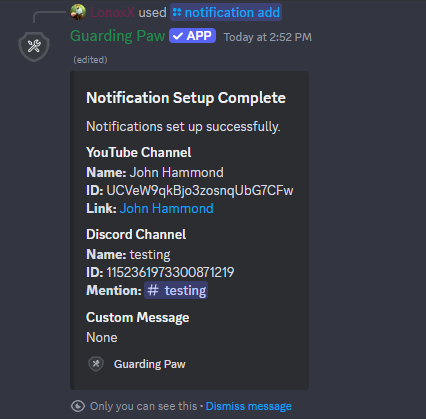 LonoxX used notification add
Guarding Paw ✓ APP Today at 2:52 PM
(edited)
Notification Setup Complete
Notifications set up successfully.
YouTube Channel
Name: John Hammond
ID: UCVeW9qkBjo3zosnqUbG7CFw
Link: John Hammond
Discord Channel
Name: testing
ID: 1152361973300871219
Mention: # testing
Custom Message
None
Guarding Paw
Only you can see this • Dismiss message